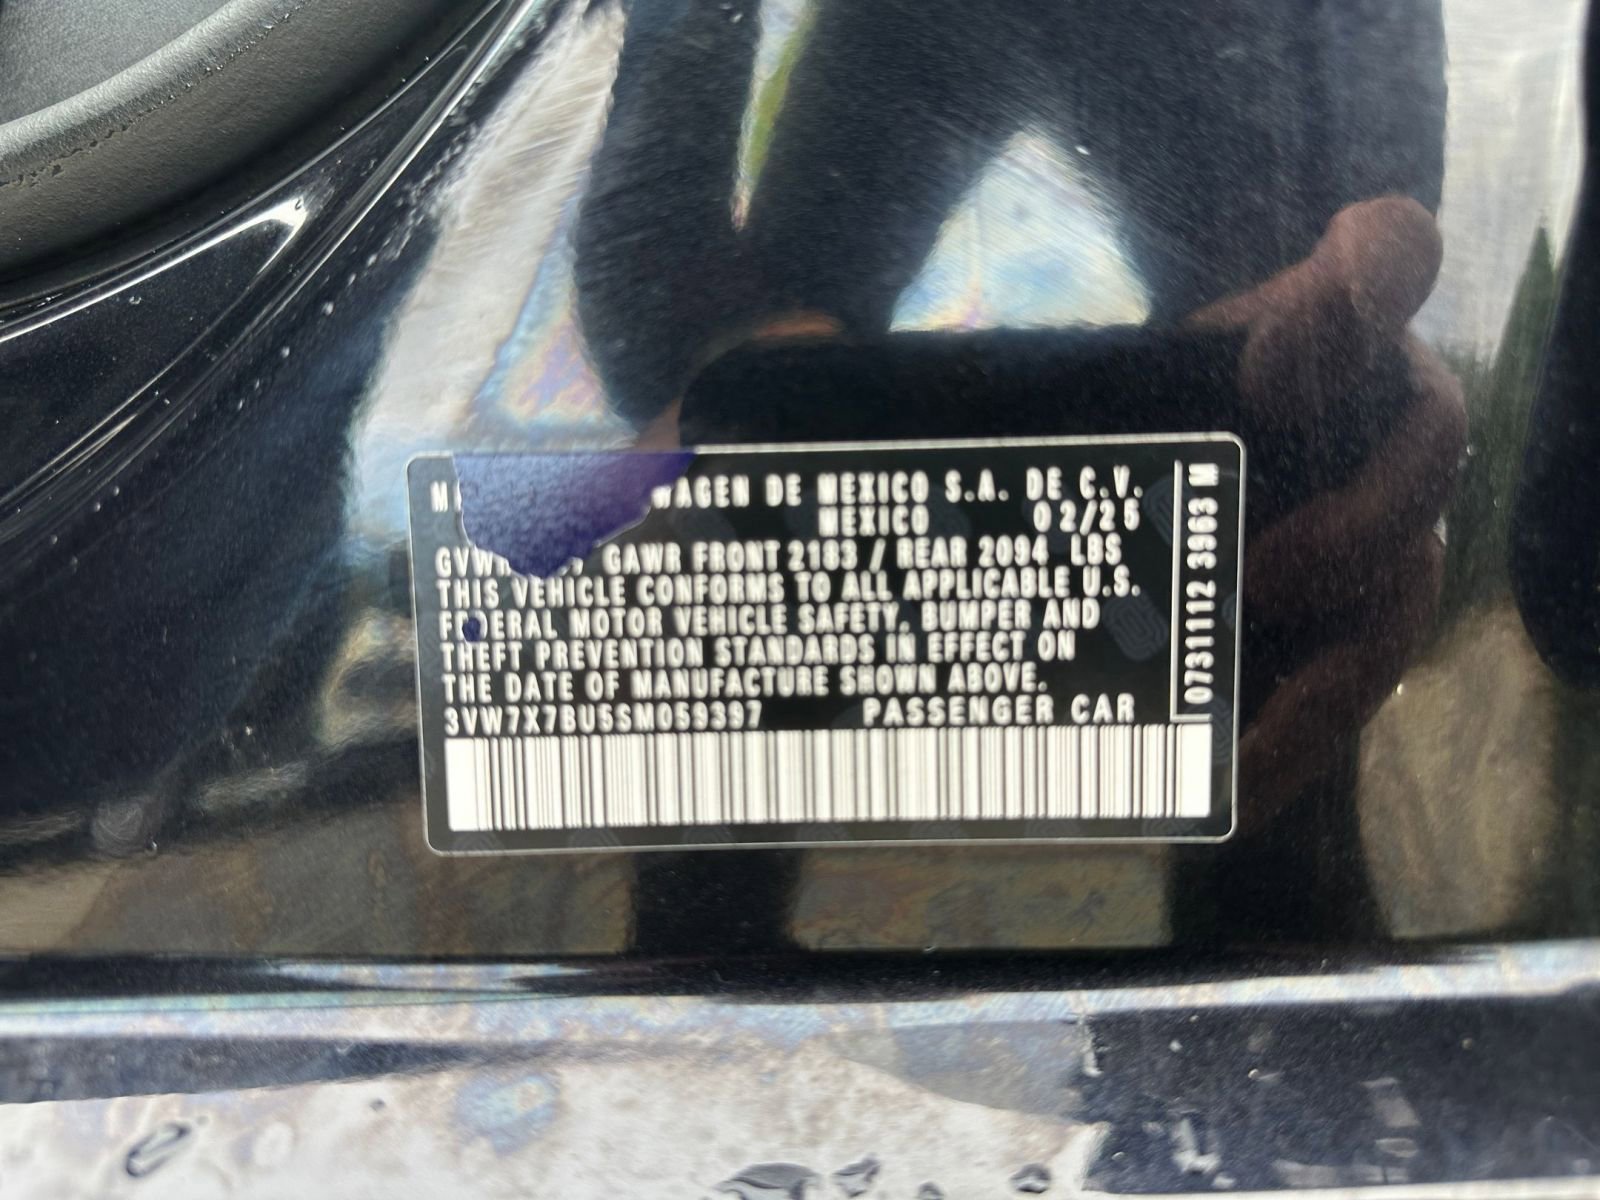 WAGEN DE MEXICO S.A. DE C.V.
MEXICO 02/25
GAWR FRONT 2183 / REAR 2094 LBS
THIS VEHICLE CONFORMS TO ALL APPLICABLE U.S.
FEDERAL MOTOR VEHICLE SAFETY, BUMPER AND
THEFT PREVENTION STANDARDS IN EFFECT ON
THE DATE OF MANUFACTURE SHOWN ABOVE.
3VW7X7BU5SM059397 PASSENGER CAR
0731112 3963 M